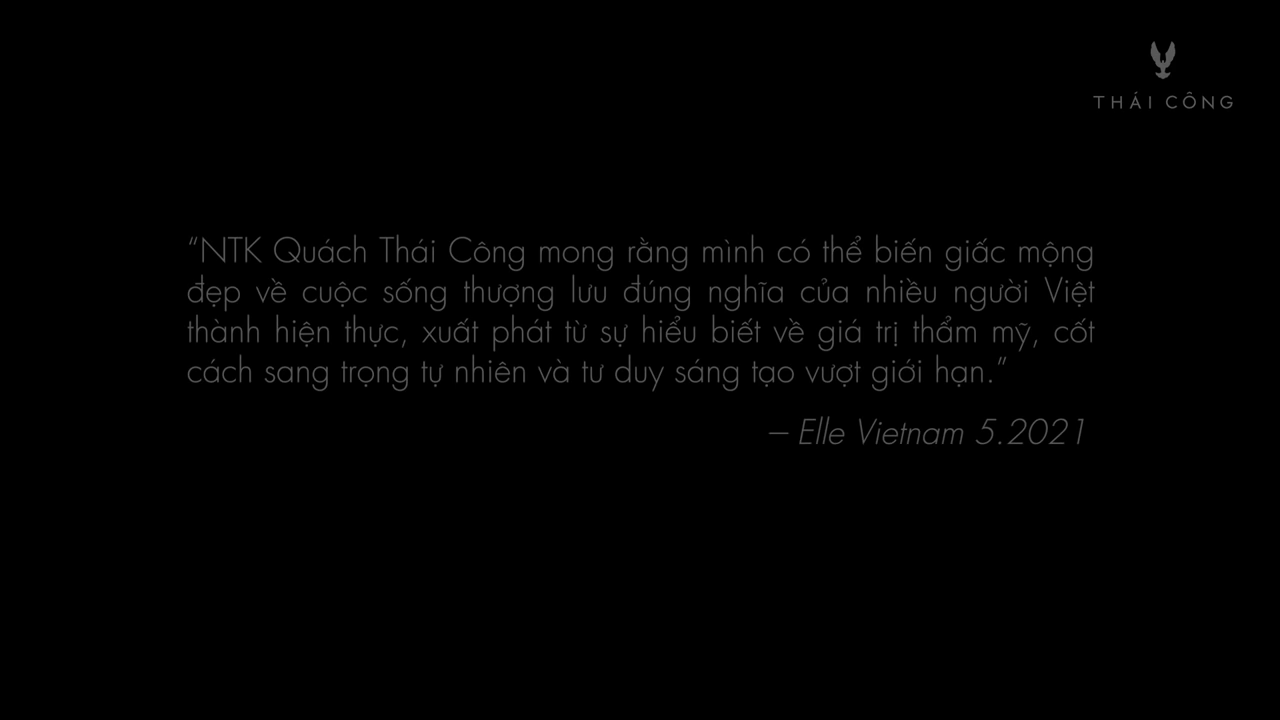 THÁI CÔNG
“NTK Quách Thái Công mong rằng mình có thể biến giấc mộng
đẹp về cuộc sống thượng lưu đúng nghĩa của nhiều người Việt
thành hiện thực, xuất phát từ sự hiểu biết về giá trị thẩm mỹ, cốt
cách sang trọng tự nhiên và tư duy sáng tạo vượt giới hạn.”
– Elle Vietnam 5.2021